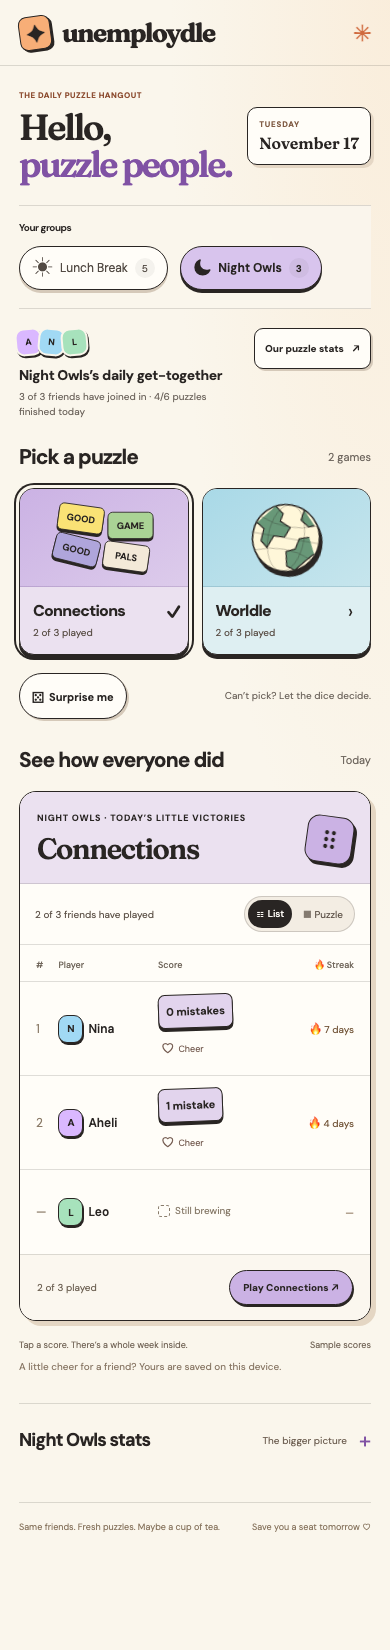 unemploydle
THE DAILY PUZZLE HANGOUT
Hello,
puzzle people.
TUESDAY
November 17
Your groups
Lunch Break 5
Night Owls 3
A N L
Our puzzle stats ↗
Night Owls’s daily get-together
3 of 3 friends have joined in · 4/6 puzzles
finished today
Pick a puzzle
2 games
GOOD
GAME
GOOD
PALS
Connections
2 of 3 played
Worldle ›
2 of 3 played
Surprise me
Can’t pick? Let the dice decide.
See how everyone did
Today
NIGHT OWLS · TODAY’S LITTLE VICTORIES
Connections
2 of 3 friends have played
List
Puzzle
# Player Score Streak
1 N Nina 0 mistakes 7 days
Cheer
2 A Aheli 1 mistake 4 days
Cheer
— L Leo Still brewing —
2 of 3 played
Play Connections ↗
Tap a score. There’s a whole week inside.
Sample scores
A little cheer for a friend? Yours are saved on this device.
Night Owls stats
The bigger picture +
Same friends. Fresh puzzles. Maybe a cup of tea.
Save you a seat tomorrow ♡